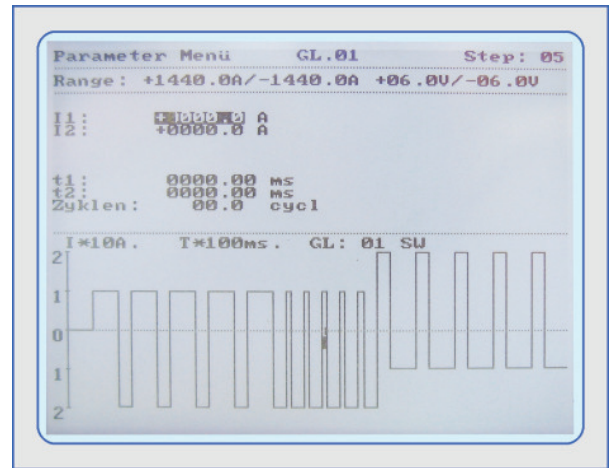 Parameter Menü GL.01 Step: 05
Range: +1440.0A/-1440.0A +06.0V/-06.0V
I1: +0000.0 A
I2: +0000.0 A
t1: 0000.00 ms
t2: 0000.00 ms
Zyklen: 00.0 cycl
I*10A. T*100ms. GL: 01 SW
2
1
0
1
2